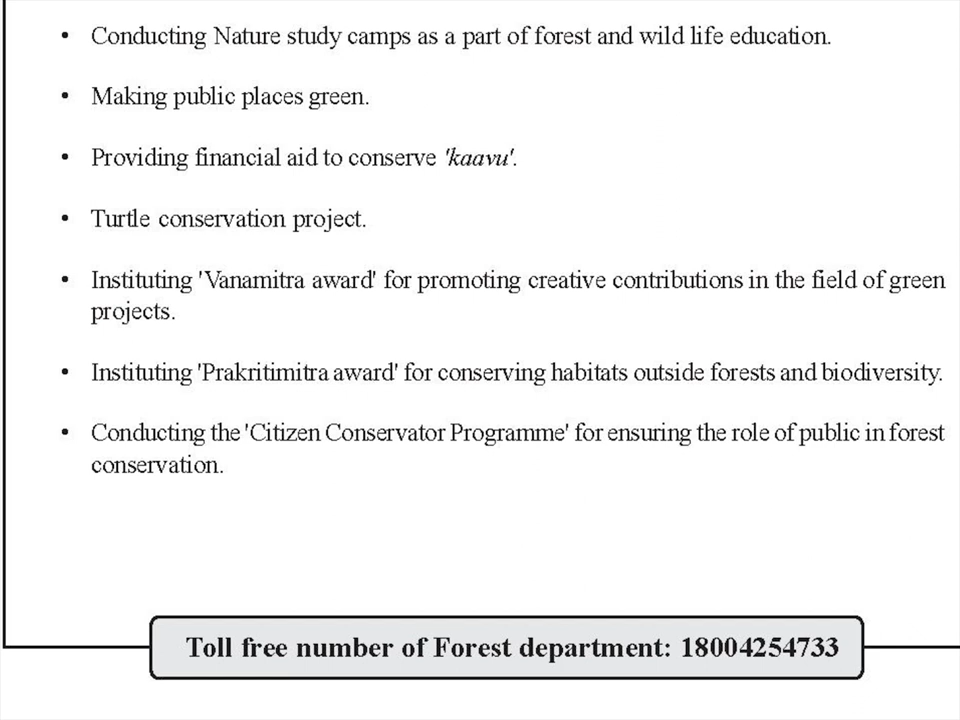 • Conducting Nature study camps as a part of forest and wild life education.
• Making public places green.
• Providing financial aid to conserve 'kaavu'.
• Turtle conservation project.
• Instituting 'Vanamitra award' for promoting creative contributions in the field of green
projects.
• Instituting 'Prakritimitra award' for conserving habitats outside forests and biodiversity.
• Conducting the 'Citizen Conservator Programme' for ensuring the role of public in forest
conservation.
Toll free number of Forest department: 18004254733